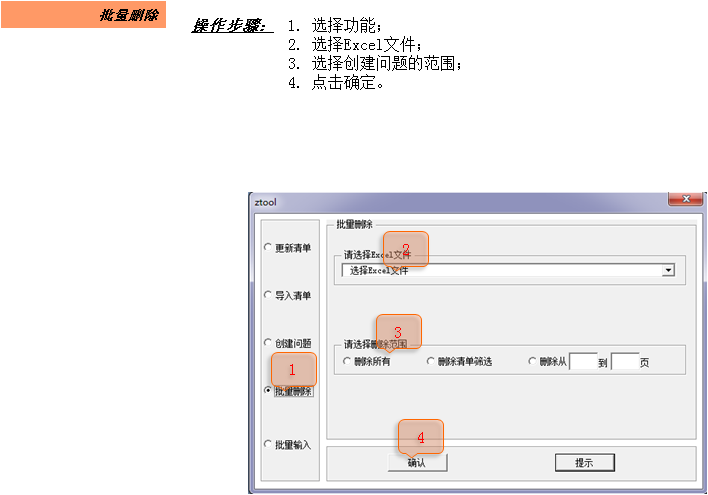 批量删除
操作步骤：
1. 选择功能；
2. 选择Excel文件；
3. 选择创建问题的范围；
4. 点击确定。
ztool
更新清单
导入清单
创建问题
1
批量删除
批量输入
批量删除
2
请选择Excel文件
选择Excel文件
3
请选择删除范围
删除所有
删除清单筛选
删除从 到 页
4
确认
提示